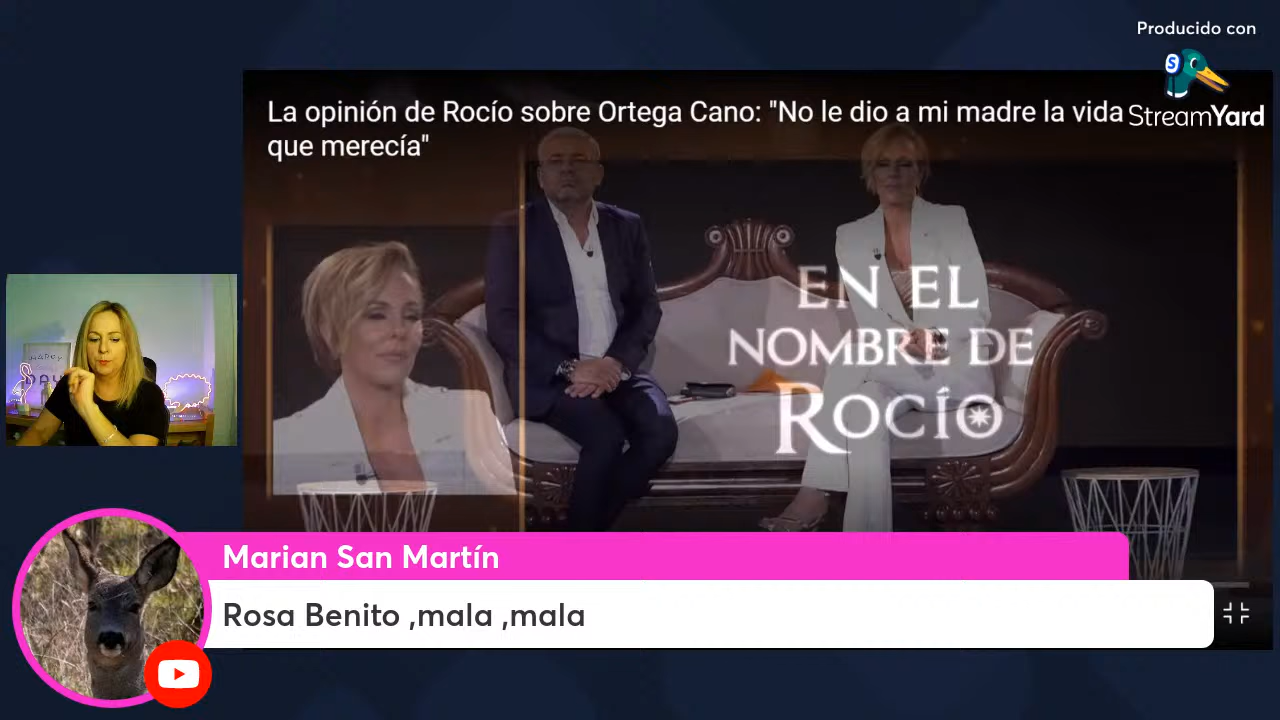 Producido con
StreamYard
La opinión de Rocío sobre Ortega Cano: "No le dio a mi madre la vida
que merecía"
EN EL
NOMBRE DE
ROCÍO
Marian San Martín
Rosa Benito ,mala ,mala